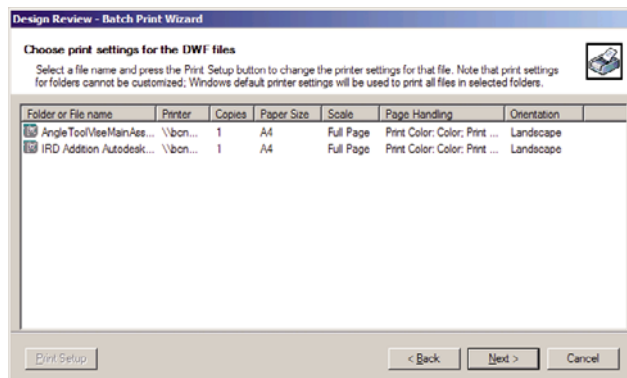 Design Review - Batch Print Wizard
Choose print settings for the DWF files
Select a file name and press the Print Setup button to change the printer settings for that file. Note that print settings
for folders cannot be customized; Windows default printer settings will be used to print all files in selected folders.
Folder or File name Printer Copies Paper Size Scale Page Handling Orientation
AngleToolViseMainAss... \\bcn... 1 A4 Full Page Print Color: Color; Print ... Landscape
IRD Addition Autodesk... \\bcn... 1 A4 Full Page Print Color: Color: Print ... Landscape
Print Setup < Back Next > Cancel